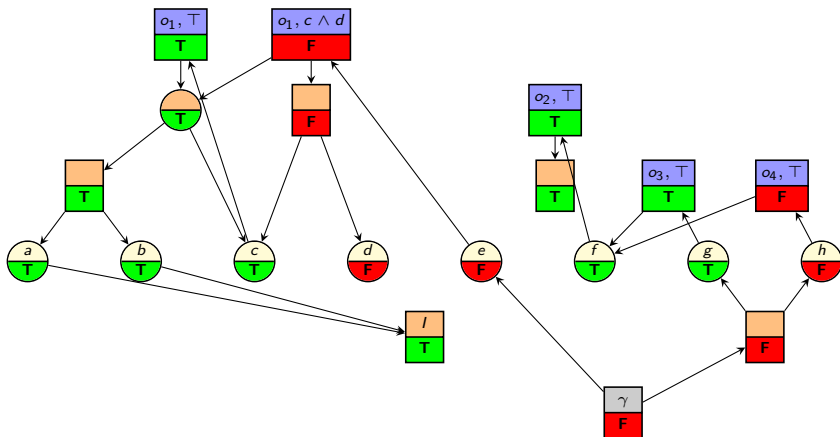 o₁, ⊤
T
o₁, c ∧ d
F
T
F
o₂, ⊤
T
T
T
o₃, ⊤
T
o₄, ⊤
F
a
T
b
T
c
T
d
F
e
F
f
T
g
T
h
F
I
T
F
γ
F